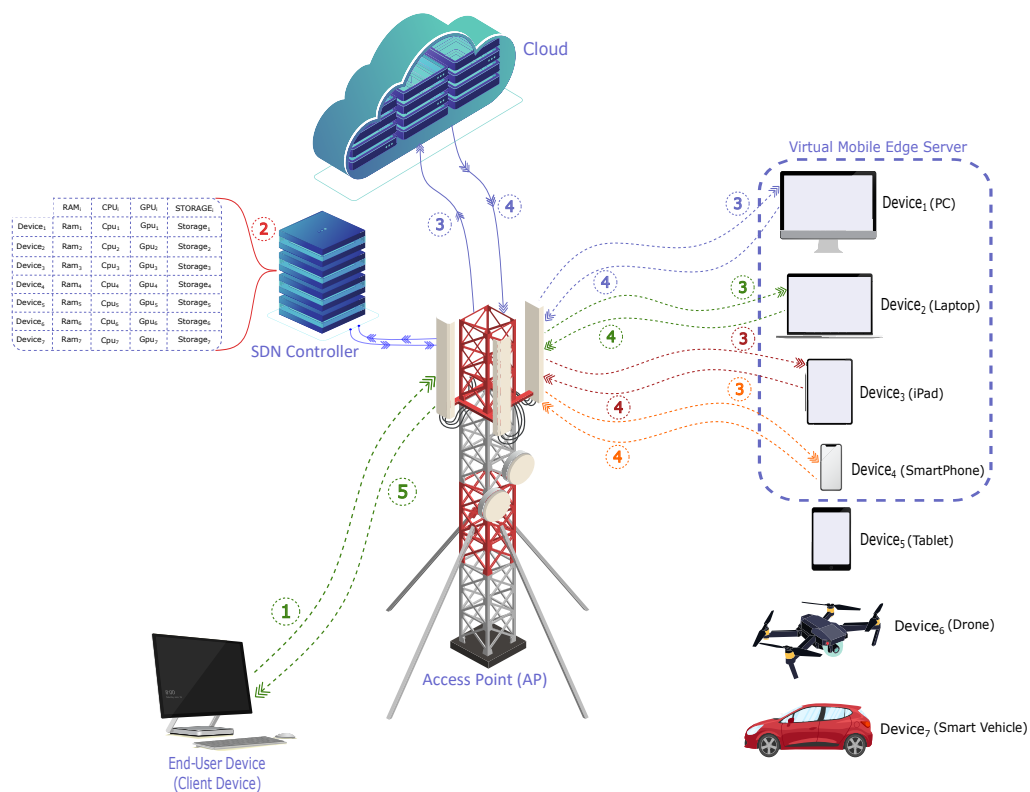 Cloud
Virtual Mobile Edge Server
3
4
3
Device₁ (PC)
RAMᵢ CPUᵢ GPUᵢ STORAGEᵢ
Device₁ Ram₁ Cpu₁ Gpu₁ Storage₁
Device₂ Ram₂ Cpu₂ Gpu₂ Storage₂
Device₃ Ram₃ Cpu₃ Gpu₃ Storage₃
Device₄ Ram₄ Cpu₄ Gpu₄ Storage₄
Device₅ Ram₅ Cpu₅ Gpu₅ Storage₅
Device₆ Ram₆ Cpu₆ Gpu₆ Storage₆
Device₇ Ram₇ Cpu₇ Gpu₇ Storage₇
2
SDN Controller
4
3
Device₂ (Laptop)
4
3
Device₃ (iPad)
4
3
Device₄ (SmartPhone)
4
5
Device₅ (Tablet)
1
Device₆ (Drone)
Access Point (AP)
Device₇ (Smart Vehicle)
End-User Device
(Client Device)